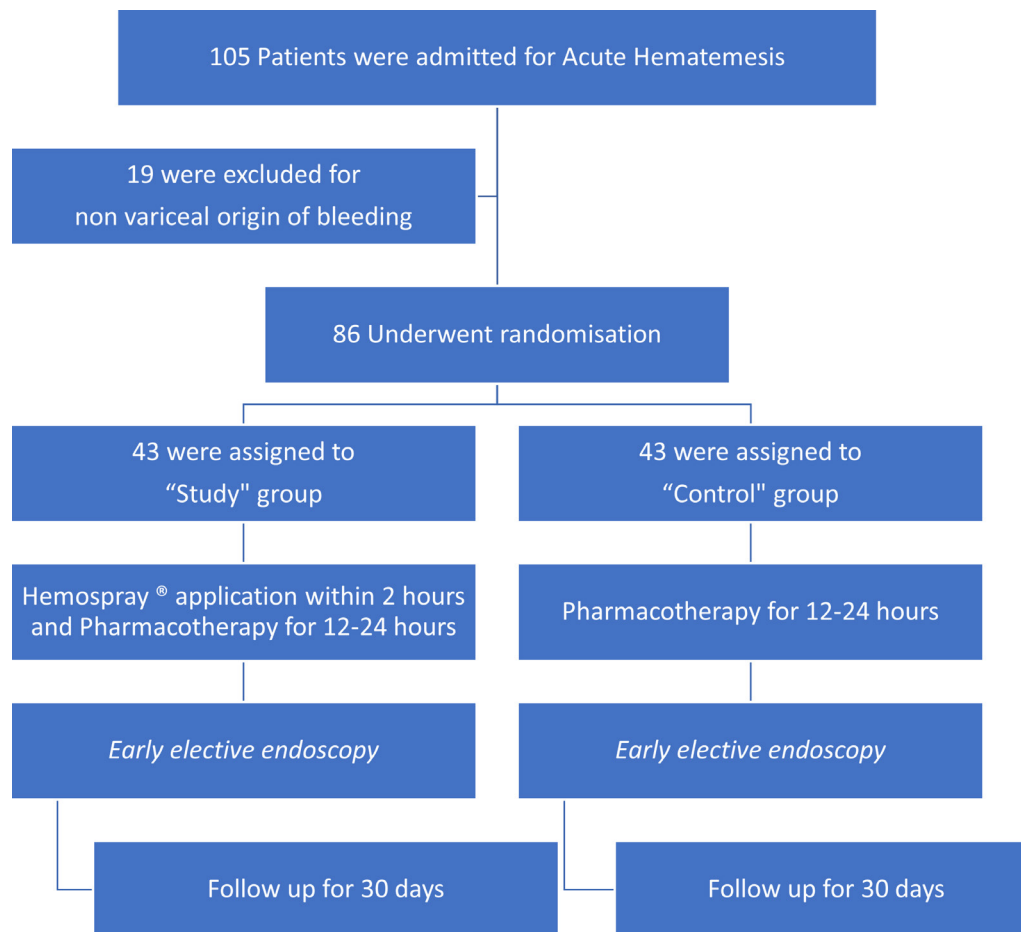 105 Patients were admitted for Acute Hematemesis
19 were excluded for
non variceal origin of bleeding
86 Underwent randomisation
43 were assigned to
“Study" group
43 were assigned to
“Control" group
Hemospray ® application within 2 hours
and Pharmacotherapy for 12-24 hours
Pharmacotherapy for 12-24 hours
Early elective endoscopy
Early elective endoscopy
Follow up for 30 days
Follow up for 30 days